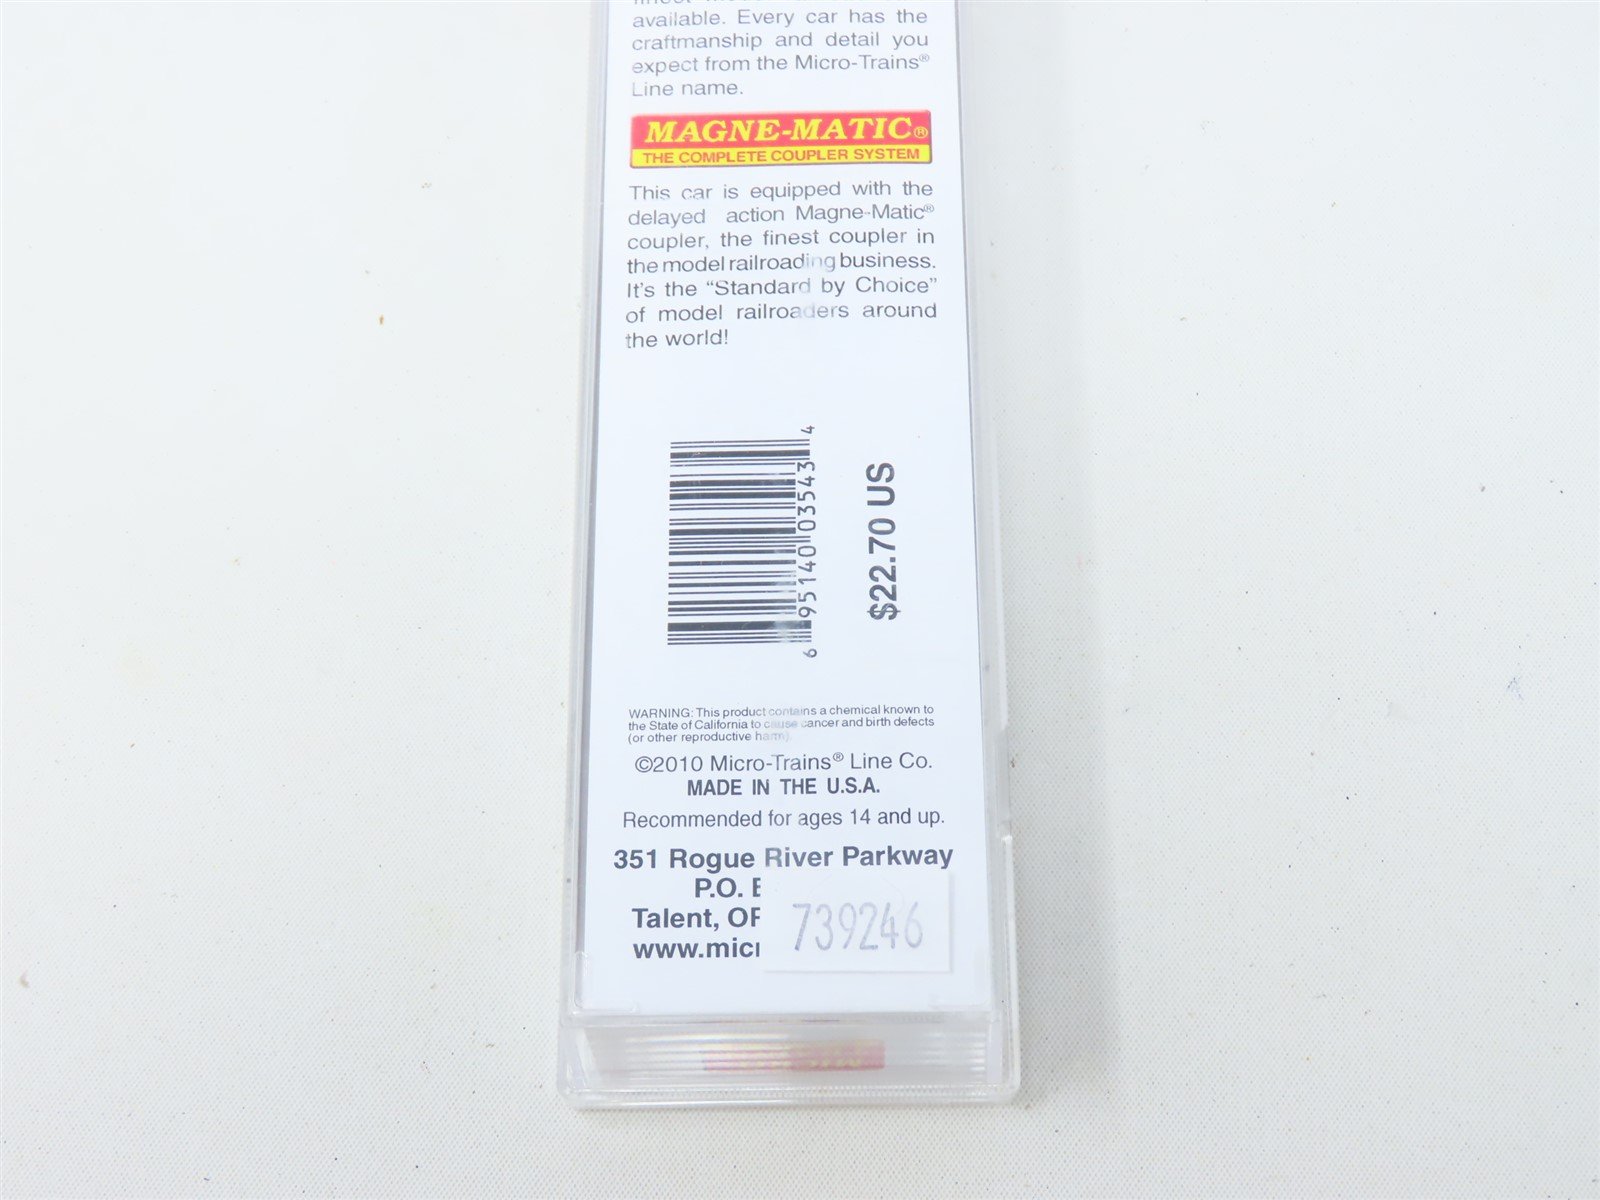 available. Every car has the
craftmanship and detail you
expect from the Micro-Trains®
Line name.
MAGNE-MATIC®
THE COMPLETE COUPLER SYSTEM
This car is equipped with the
delayed action Magne-Matic®
coupler, the finest coupler in
the model railroading business.
It's the “Standard by Choice”
of model railroaders around
the world!
6 95140 03543 4
$22.70 US
WARNING: This product contains a chemical known to
the State of California to cause cancer and birth defects
(or other reproductive harm)
©2010 Micro-Trains® Line Co.
MADE IN THE U.S.A.
Recommended for ages 14 and up.
351 Rogue River Parkway
P.O.
Talent,
www.mic
739246